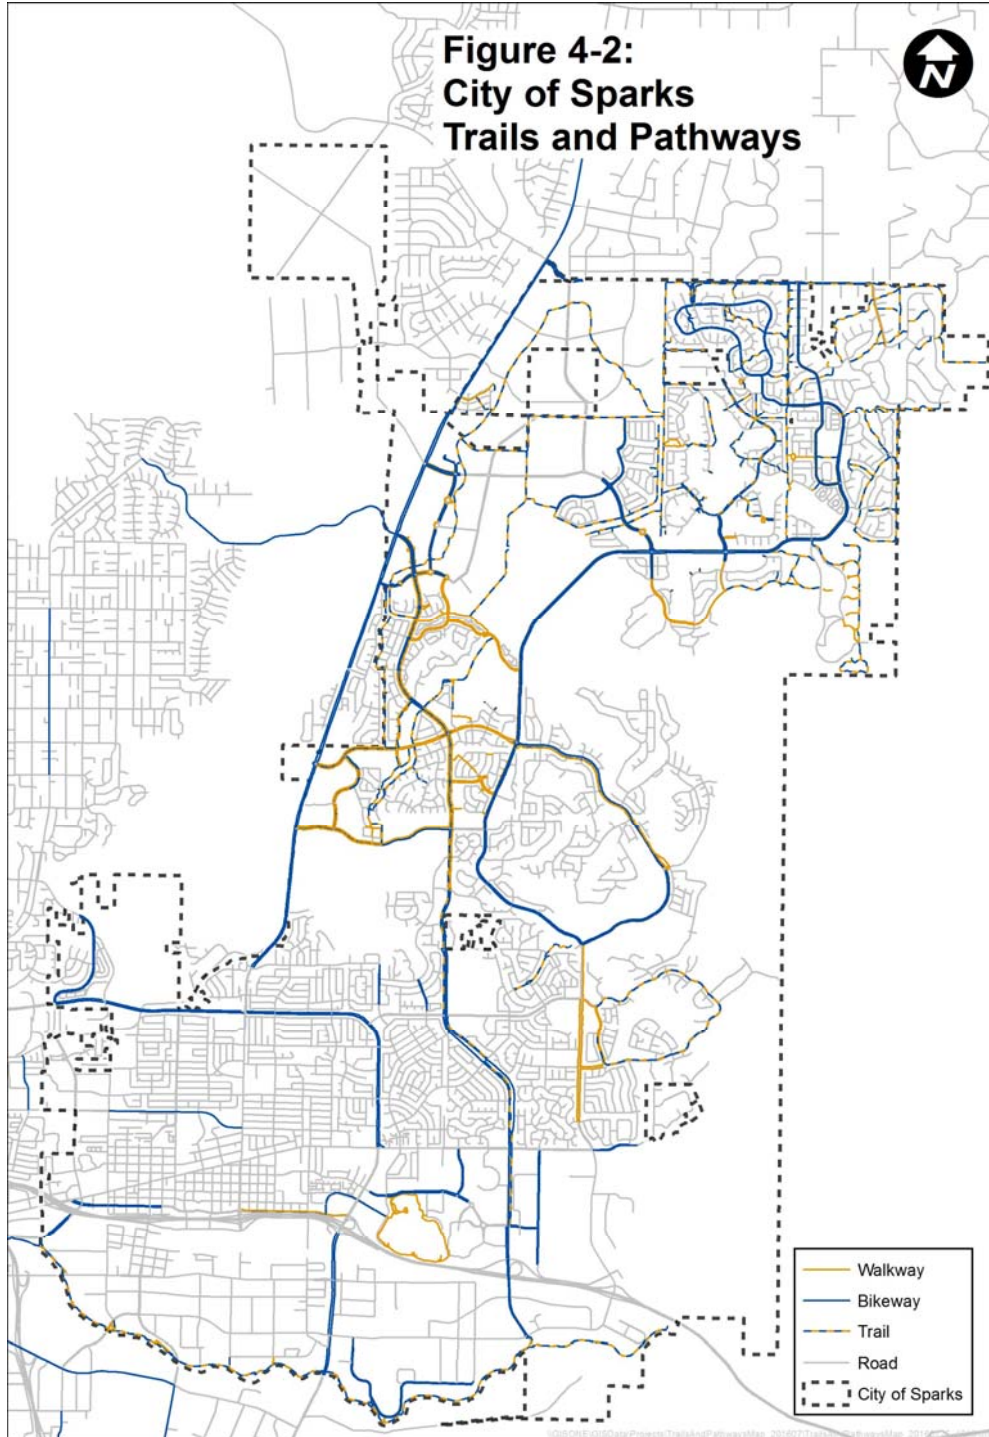 Figure 4-2:
City of Sparks
Trails and Pathways
N
Walkway
Bikeway
Trail
Road
City of Sparks